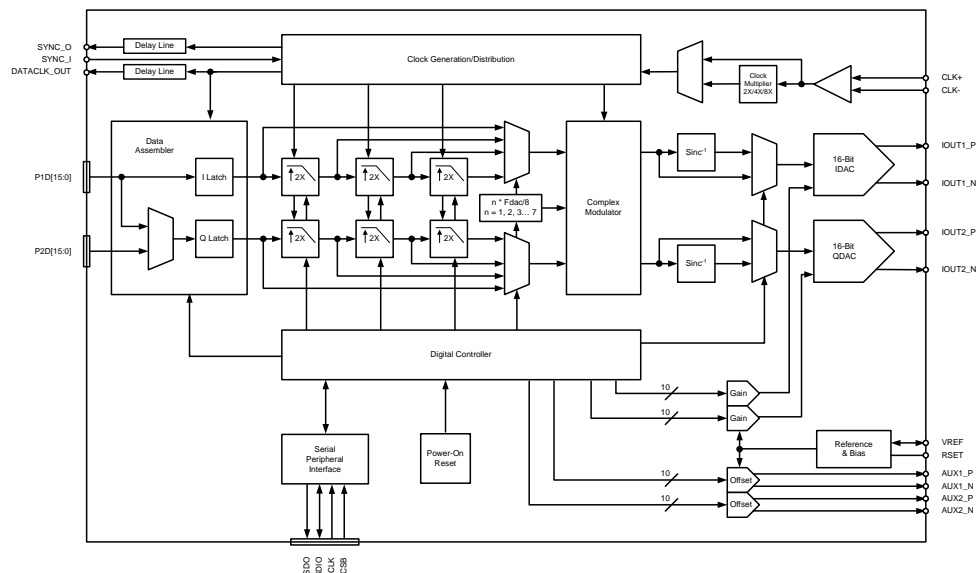 SYNC_O
SYNC_I
DATACLK_OUT
Delay Line
Delay Line
Clock Generation/Distribution
Clock
Multiplier
2X/4X/8X
CLK+
CLK-
Data
Assembler
P1D[15:0]
I Latch
2X
2X
2X
n * Fdac/8
n = 1, 2, 3... 7
Complex
Modulator
Sinc-1
16-Bit
IDAC
IOUT1_P
IOUT1_N
P2D[15:0]
Q Latch
2X
2X
2X
Sinc-1
16-Bit
QDAC
IOUT2_P
IOUT2_N
Digital Controller
10
Gain
10
Gain
Serial
Peripheral
Interface
Power-On
Reset
Reference
& Bias
VREF
RSET
10
Offset
10
Offset
AUX1_P
AUX1_N
AUX2_P
AUX2_N
CSB